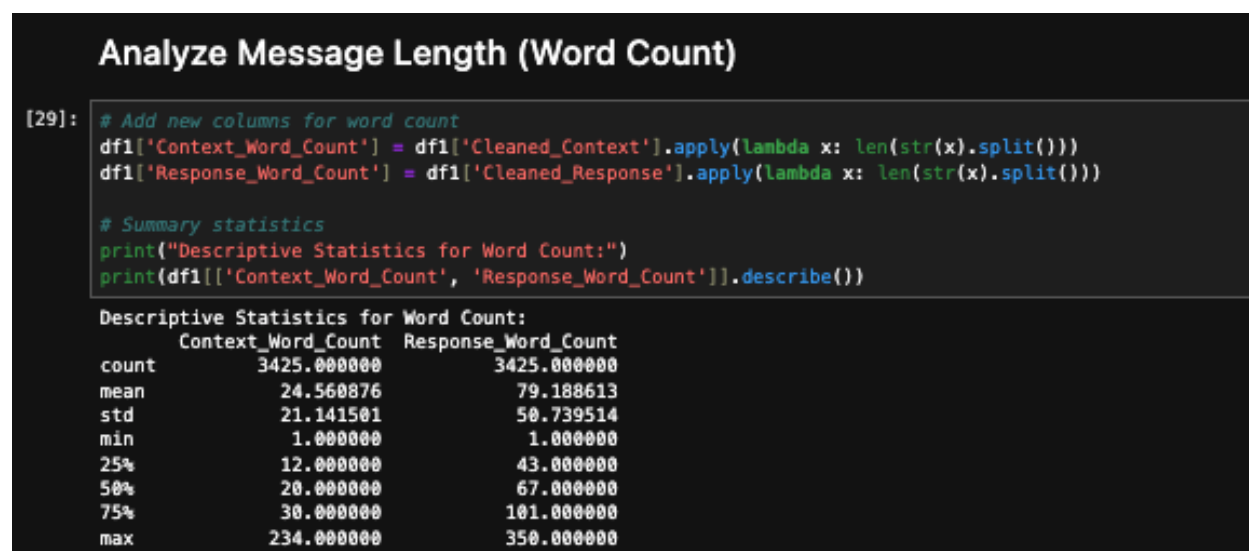 Analyze Message Length (Word Count)
[29]: # Add new columns for word count
df1['Context_Word_Count'] = df1['Cleaned_Context'].apply(lambda x: len(str(x).split()))
df1['Response_Word_Count'] = df1['Cleaned_Response'].apply(lambda x: len(str(x).split()))
# Summary statistics
print("Descriptive Statistics for Word Count:")
print(df1[['Context_Word_Count', 'Response_Word_Count']].describe())
Descriptive Statistics for Word Count:
Context_Word_Count Response_Word_Count
count 3425.000000 3425.000000
mean 24.560876 79.188613
std 21.141501 50.739514
min 1.000000 1.000000
25% 12.000000 43.000000
50% 20.000000 67.000000
75% 30.000000 101.000000
max 234.000000 350.000000